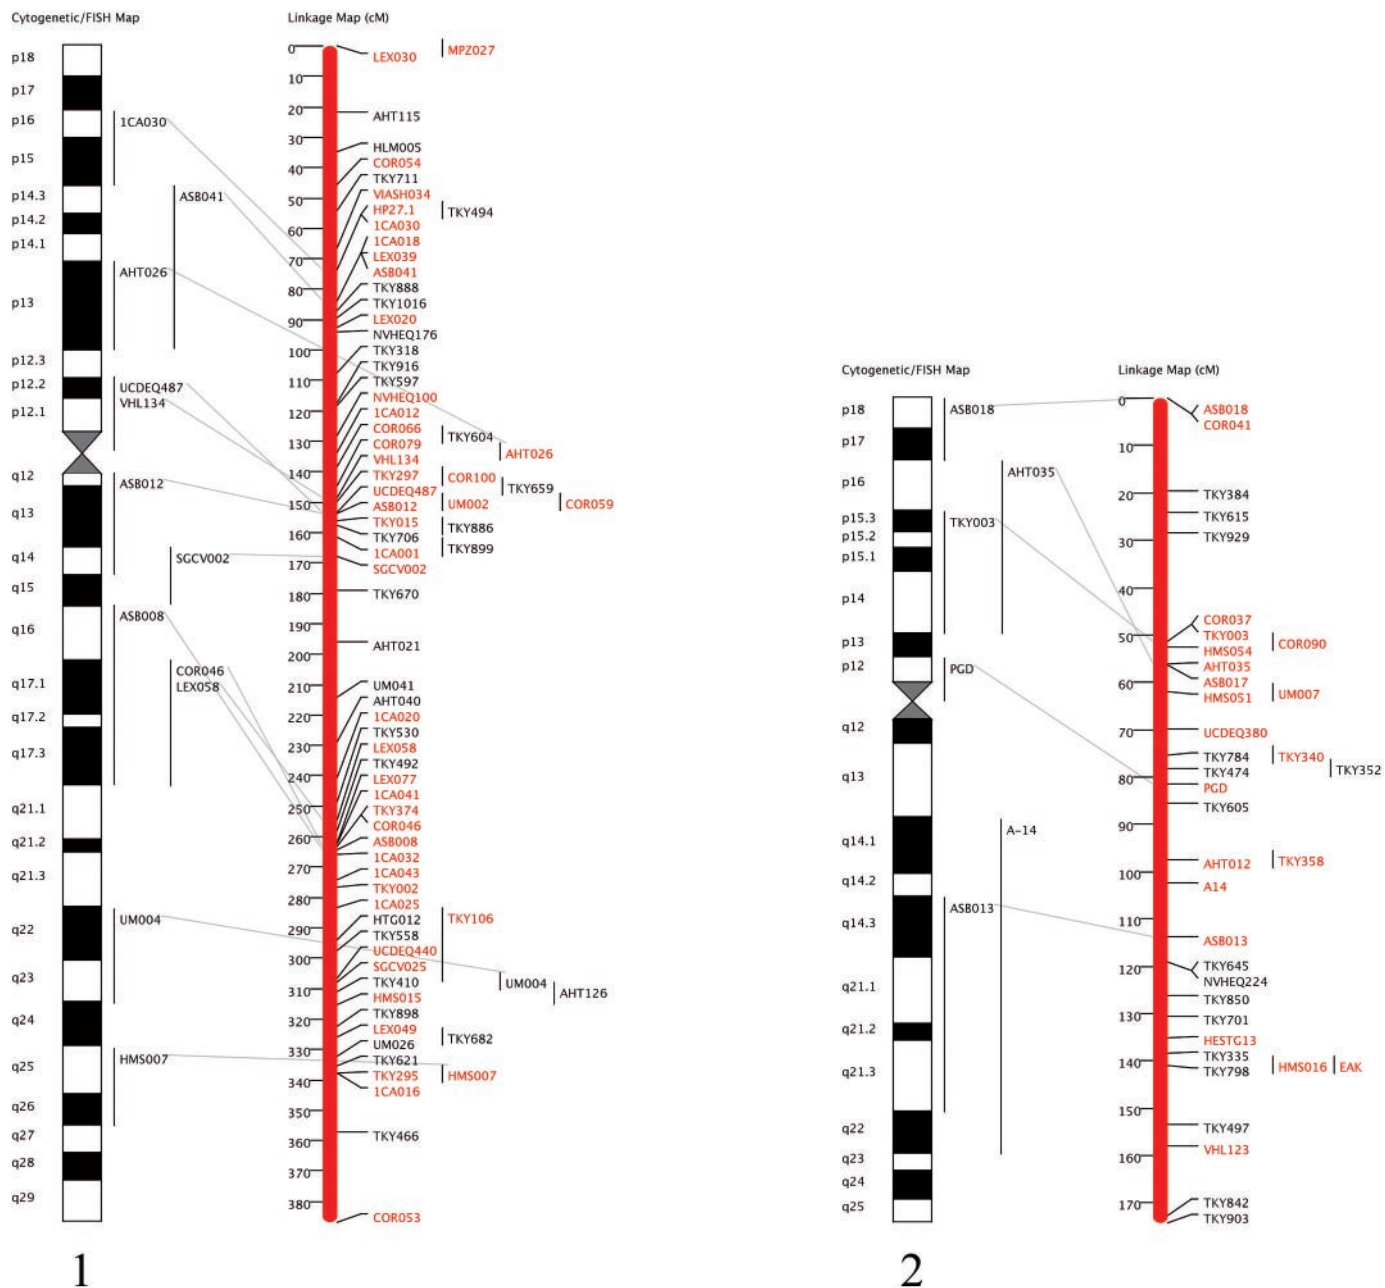 Cytogenetic/FISH Map
p18
p17
p16
p15
p14.3
p14.2
p14.1
p13
p12.3
p12.2
p12.1
q12
q13
q14
q15
q16
q17.1
q17.2
q17.3
q21.1
q21.2
q21.3
q22
q23
q24
q25
q26
q27
q28
q29
1CA030
ASB041
AHT026
UCDEQ487
VHL134
ASB012
SGCV002
ASB008
COR046
LEX058
UM004
HMS007
Linkage Map (cM)
0
10
20
30
40
50
60
70
80
90
100
110
120
130
140
150
160
170
180
190
200
210
220
230
240
250
260
270
280
290
300
310
320
330
340
350
360
370
380
LEX030
AHT115
HLM005
COR054
TKY711
VIASH034
HP27.1
1CA030
1CA018
LEX039
ASB041
TKY888
TKY1016
LEX020
NVHEQ176
TKY318
TKY916
TKY597
NVHEQ100
1CA012
COR066
COR079
VHL134
TKY297
UCDEQ487
ASB012
TKY015
TKY706
1CA001
SGCV002
TKY670
AHT021
UM041
AHT040
1CA020
TKY530
LEX058
TKY492
LEX077
1CA041
TKY374
COR046
ASB008
1CA032
1CA043
TKY002
1CA025
HTG012
TKY558
UCDEQ440
SGCV025
TKY410
HMS015
TKY898
LEX049
UM026
TKY621
TKY295
1CA016
TKY466
COR053
MPZ027
TKY494
TKY604
AHT026
COR100
TKY659
UM002
COR059
TKY886
TKY899
TKY106
UM004
AHT126
TKY682
HMS007
1
Cytogenetic/FISH Map
p18
p17
p16
p15.3
p15.2
p15.1
p14
p13
p12
q12
q13
q14.1
q14.2
q14.3
q21.1
q21.2
q21.3
q22
q23
q24
q25
ASB018
AHT035
TKY003
PGD
A-14
ASB013
Linkage Map (cM)
0
10
20
30
40
50
60
70
80
90
100
110
120
130
140
150
160
170
ASB018
COR041
TKY384
TKY615
TKY929
COR037
TKY003
HMS054
AHT035
ASB017
HMS051
UCDEQ380
TKY784
TKY474
PGD
TKY605
AHT012
A14
ASB013
TKY645
NVHEQ224
TKY850
TKY701
HESTG13
TKY335
TKY798
TKY497
VHL123
TKY842
TKY903
COR090
UM007
TKY340
TKY352
TKY358
HMS016
EAK
2